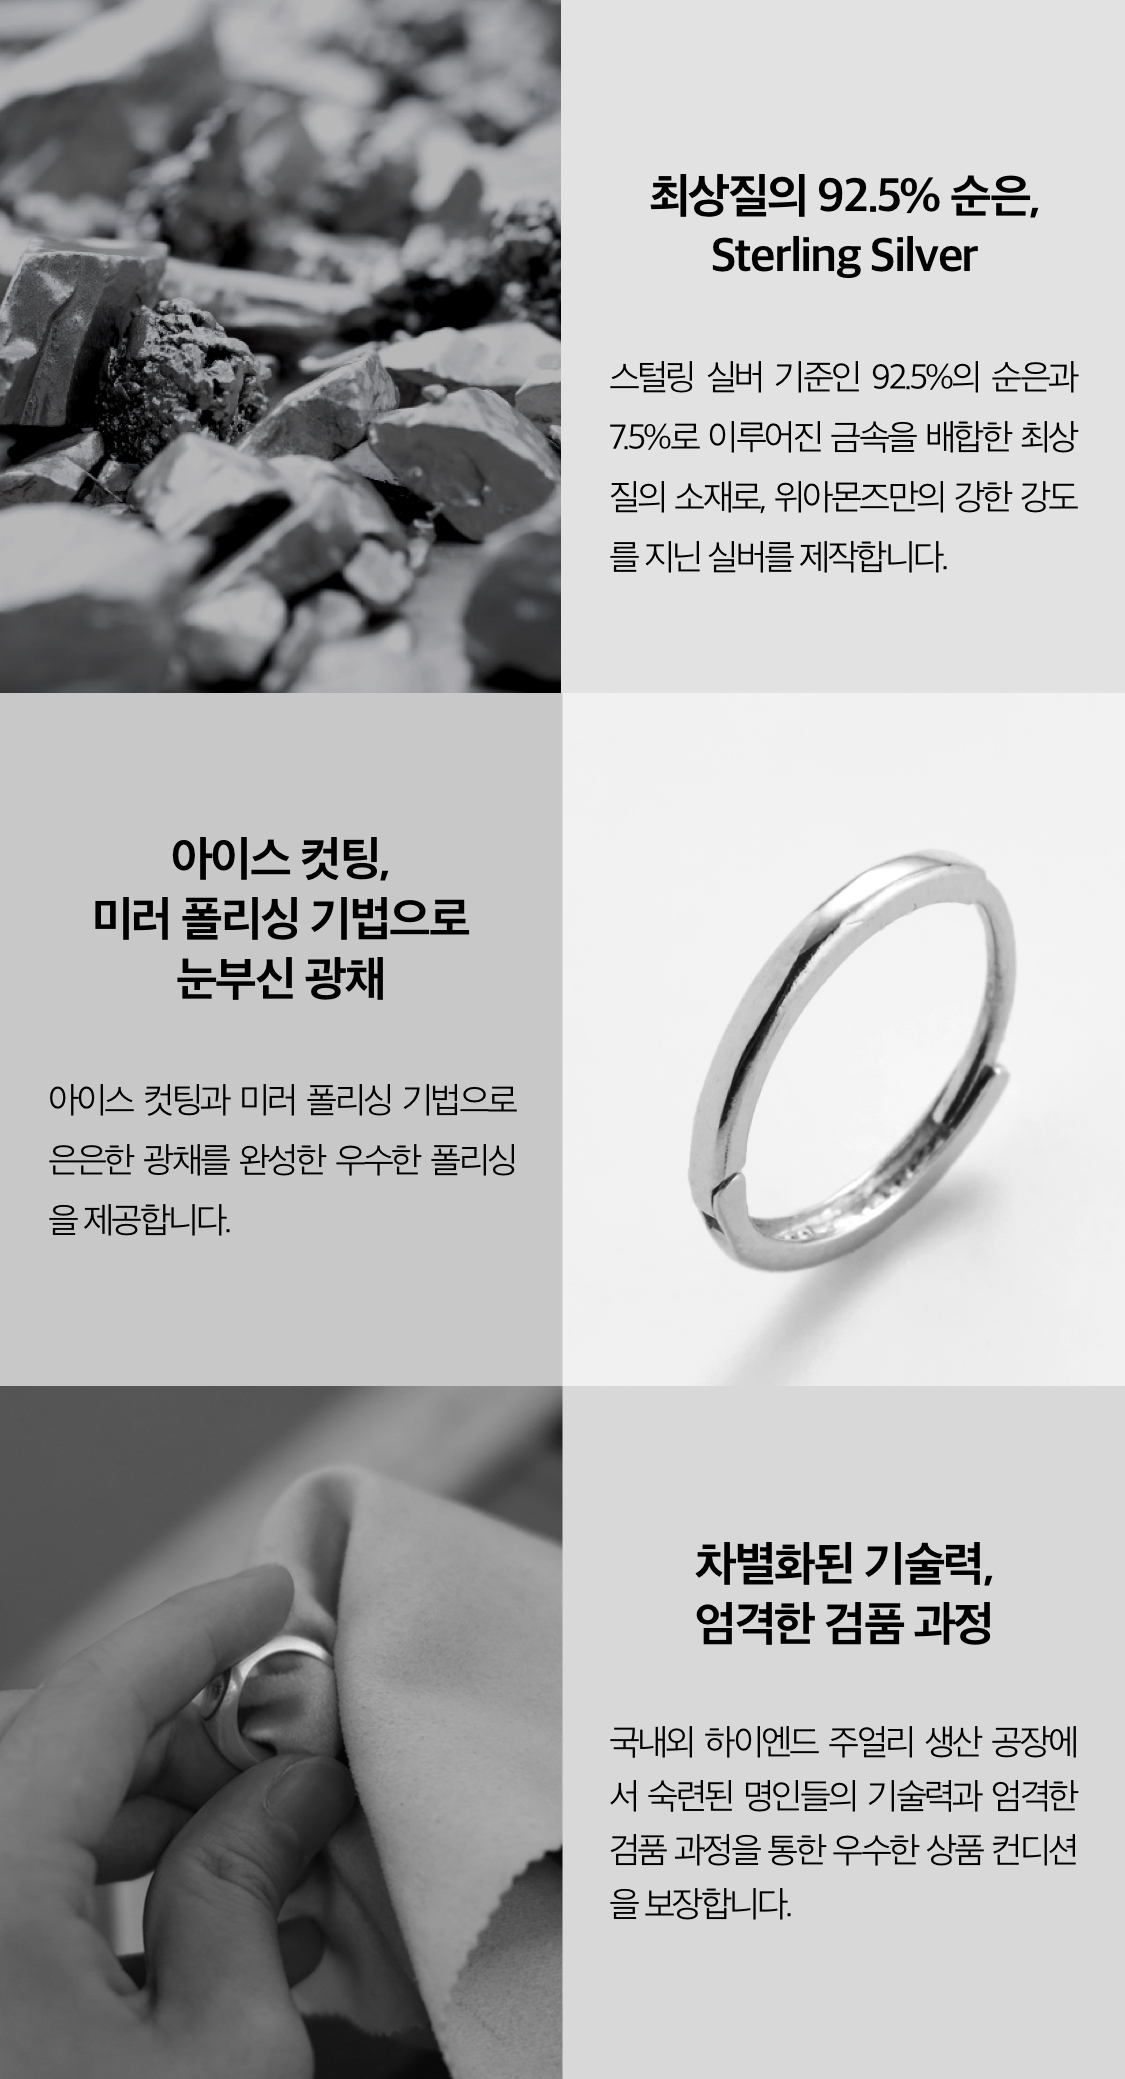 최상질의 92.5% 순은,
Sterling Silver
스털링 실버 기준인 92.5%의 순은과
7.5%로 이루어진 금속을 배합한 최상
질의 소재로, 위아몬즈만의 강한 강도
를 지닌 실버를 제작합니다.
아이스 컷팅,
미러 폴리싱 기법으로
눈부신 광채
아이스 컷팅과 미러 폴리싱 기법으로
은은한 광채를 완성한 우수한 폴리싱
을 제공합니다.
차별화된 기술력,
엄격한 검품 과정
국내외 하이엔드 주얼리 생산 공장에
서 숙련된 명인들의 기술력과 엄격한
검품 과정을 통한 우수한 상품 컨디션
을 보장합니다.